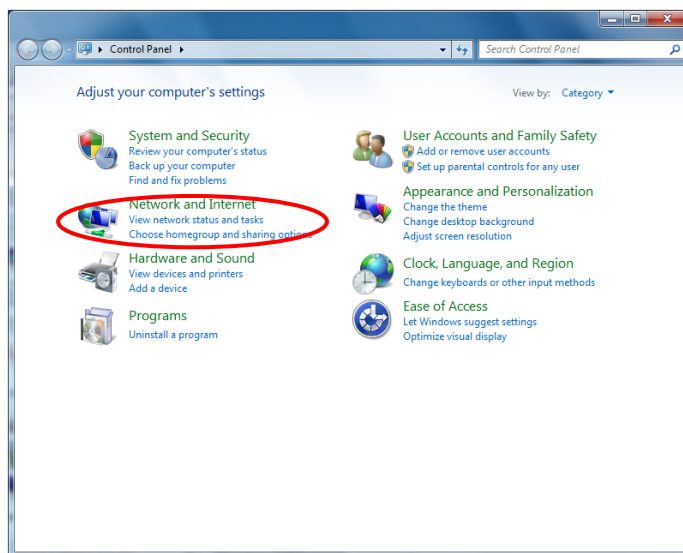 Control Panel
Search Control Panel
Adjust your computer's settings
View by: Category
System and Security
Review your computer's status
Back up your computer
Find and fix problems
Network and Internet
View network status and tasks
Choose homegroup and sharing options
Hardware and Sound
View devices and printers
Add a device
Programs
Uninstall a program
User Accounts and Family Safety
Add or remove user accounts
Set up parental controls for any user
Appearance and Personalization
Change the theme
Change desktop background
Adjust screen resolution
Clock, Language, and Region
Change keyboards or other input methods
Ease of Access
Let Windows suggest settings
Optimize visual display